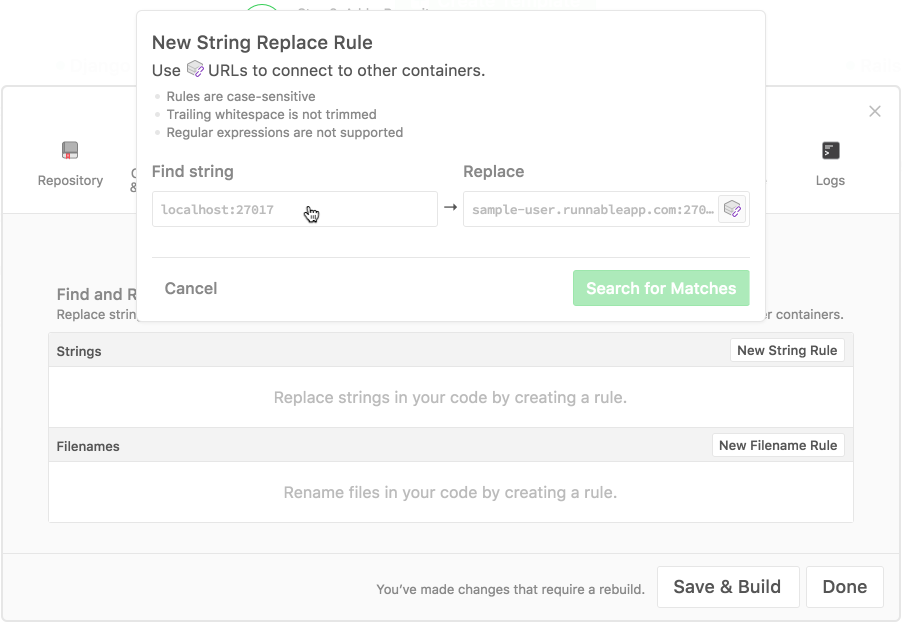 New String Replace Rule
Use URLs to connect to other containers.
Rules are case-sensitive
Trailing whitespace is not trimmed
Regular expressions are not supported
Repository
Logs
Find string
Replace
localhost:27017
→
sample-user.runnableapp.com:270…
Cancel
Search for Matches
Find and R
Replace strin
er containers.
Strings
New String Rule
Replace strings in your code by creating a rule.
Filenames
New Filename Rule
Rename files in your code by creating a rule.
You’ve made changes that require a rebuild.
Save & Build
Done